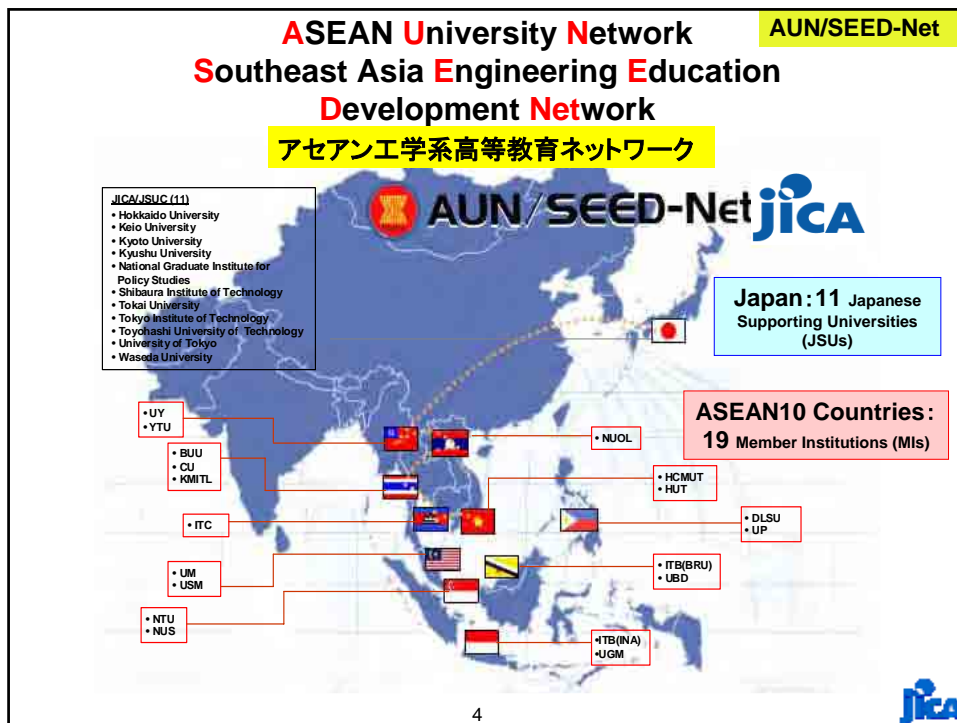 AUN/SEED-Net
ASEAN University Network
Southeast Asia Engineering Education
Development Network
アセアン工学系高等教育ネットワーク
JICA/JSUC (11)
• Hokkaido University
• Keio University
• Kyoto University
• Kyushu University
• National Graduate Institute for
Policy Studies
• Shibaura Institute of Technology
• Tokai University
• Tokyo Institute of Technology
• Toyohashi University of Technology
• University of Tokyo
• Waseda University
AUN/SEED-Net
jicA
Japan：11 Japanese
Supporting Universities
(JSUs)
ASEAN10 Countries：
19 Member Institutions (MIs)
• UY
• YTU
• BUU
• CU
• KMITL
• NUOL
• HCMUT
• HUT
• ITC
• DLSU
• UP
• UM
• USM
• ITB(BRU)
• UBD
• NTU
• NUS
•ITB(INA)
•UGM
4
jicA